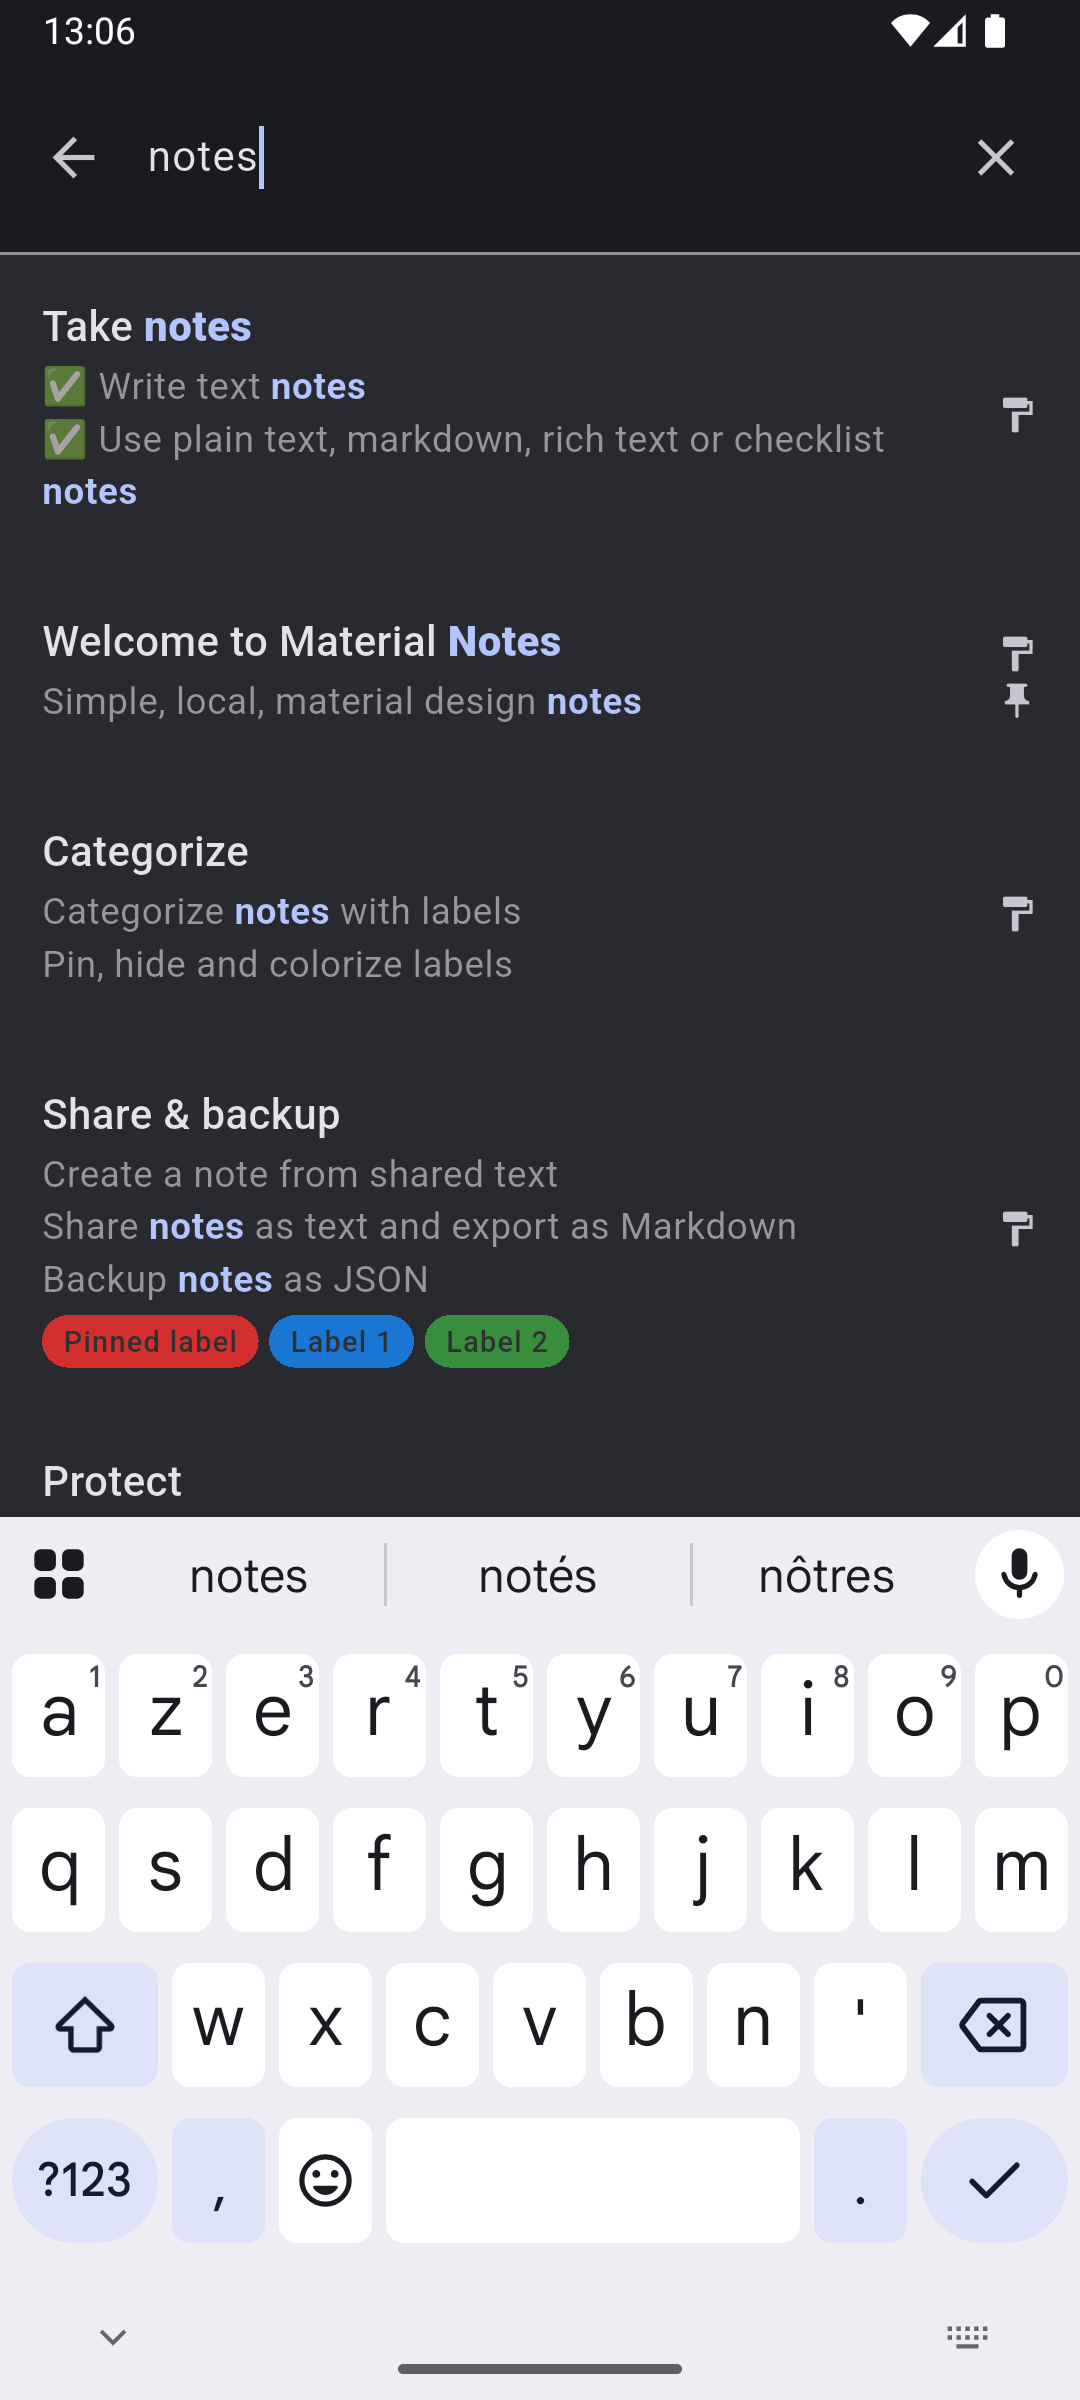 13:06
notes
Take notes
✅ Write text notes
✅ Use plain text, markdown, rich text or checklist
notes
Welcome to Material Notes
Simple, local, material design notes
Categorize
Categorize notes with labels
Pin, hide and colorize labels
Share & backup
Create a note from shared text
Share notes as text and export as Markdown
Backup notes as JSON
Pinned label Label 1 Label 2
Protect
notes notés nôtres
a 1 z 2 e 3 r 4 t 5 y 6 u 7 i 8 o 9 p 0
q s d f g h j k l m
w x c v b n '
?123 , .